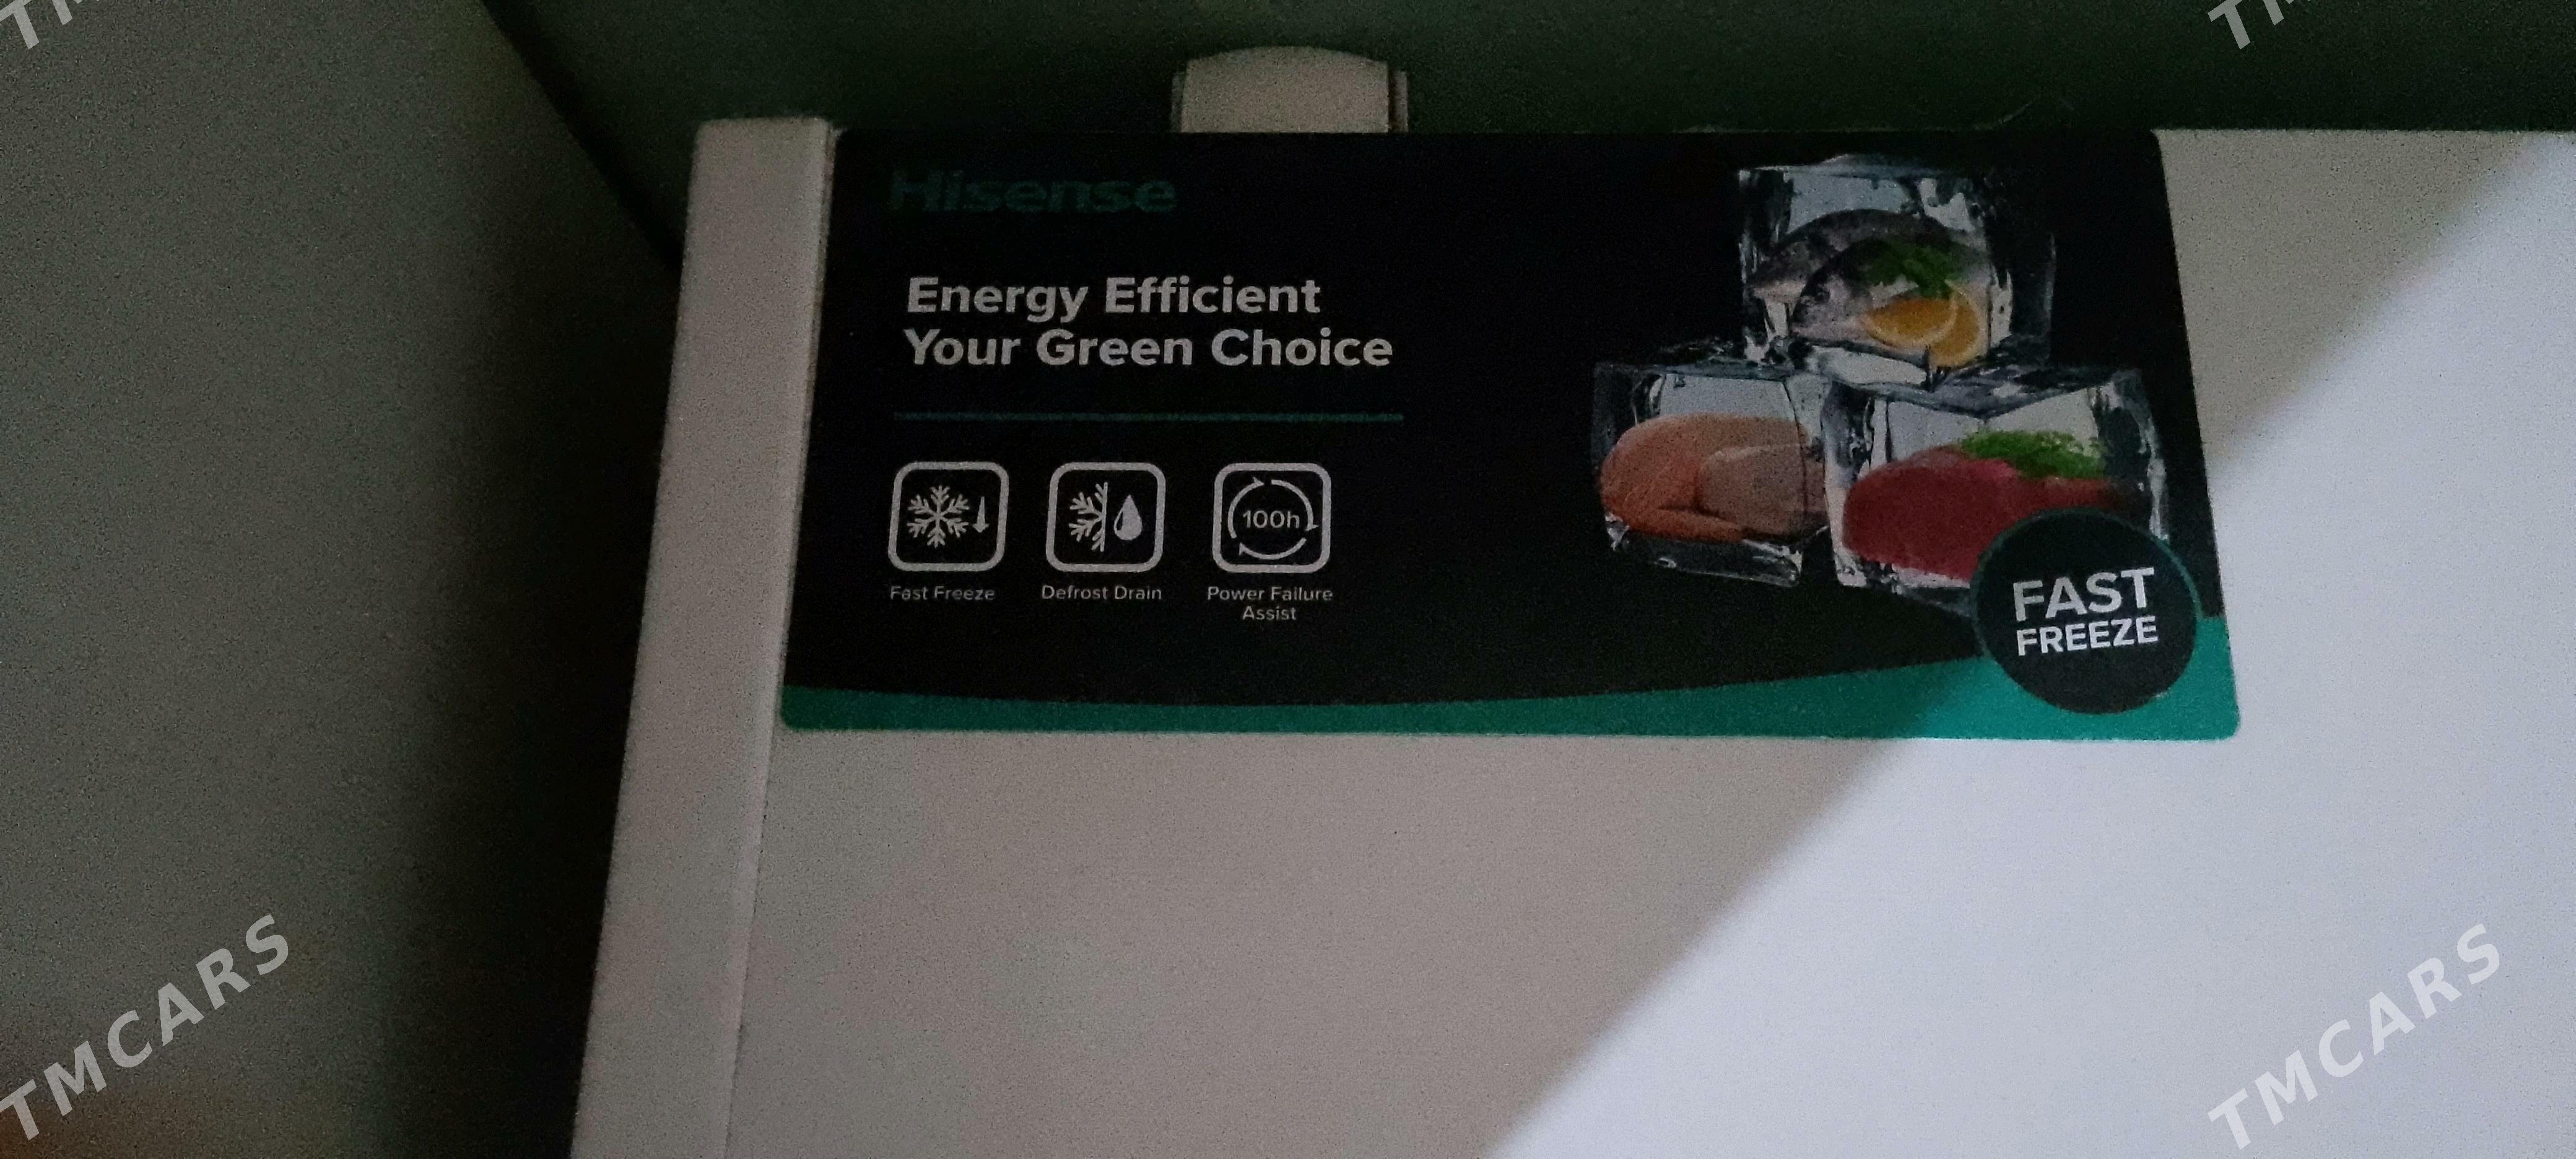 Hisense
Energy Efficient
Your Green Choice
100h
Fast Freeze
Defrost Drain
Power Failure
Assist
FAST
FREEZE
TMCARS
TMCARS